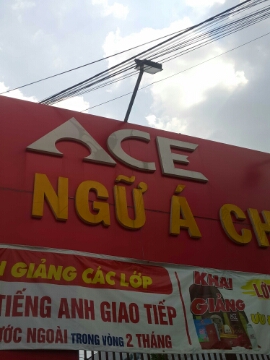 ACE
NGỮ Á CH
GIẢNG CÁC LỚP
TIẾNG ANH GIAO TIẾP
ƯỚC NGOÀI TRONG VÒNG 2 THÁNG
KHAI
GIẢNG